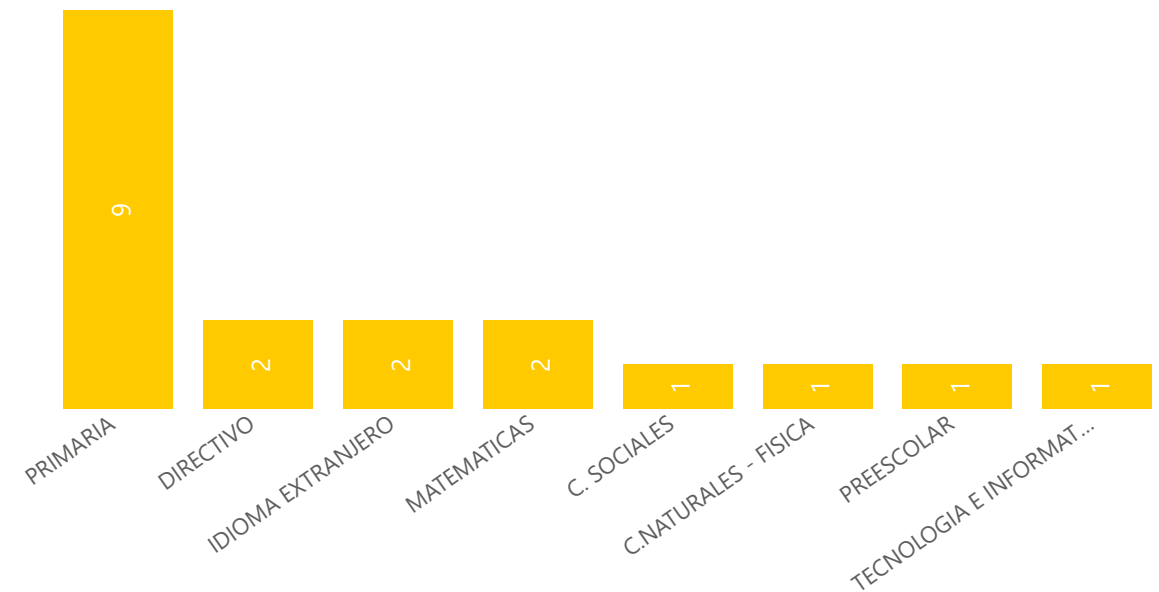 9
2
2
2
1
1
1
1
PRIMARIA
DIRECTIVO
IDIOMA EXTRANJERO
MATEMATICAS
C. SOCIALES
C.NATURALES - FISICA
PREESCOLAR
TECNOLOGIA E INFORMAT...